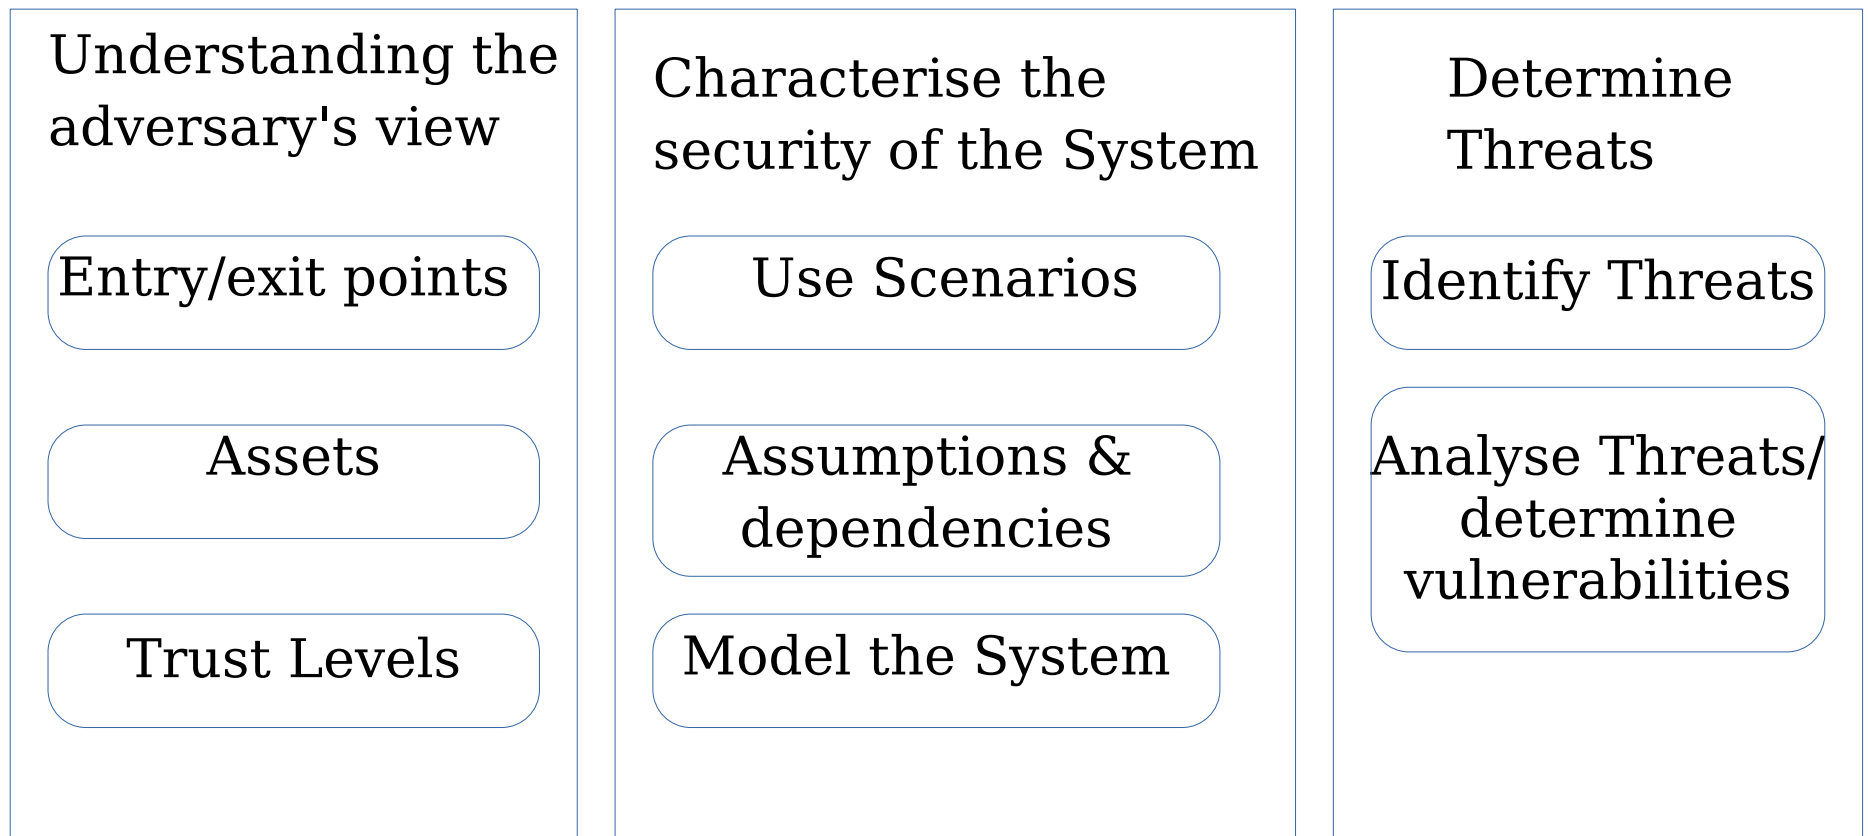 Understanding the
adversary's view
Entry/exit points
Assets
Trust Levels
Characterise the
security of the System
Use Scenarios
Assumptions &
dependencies
Model the System
Determine
Threats
Identify Threats
Analyse Threats/
determine
vulnerabilities